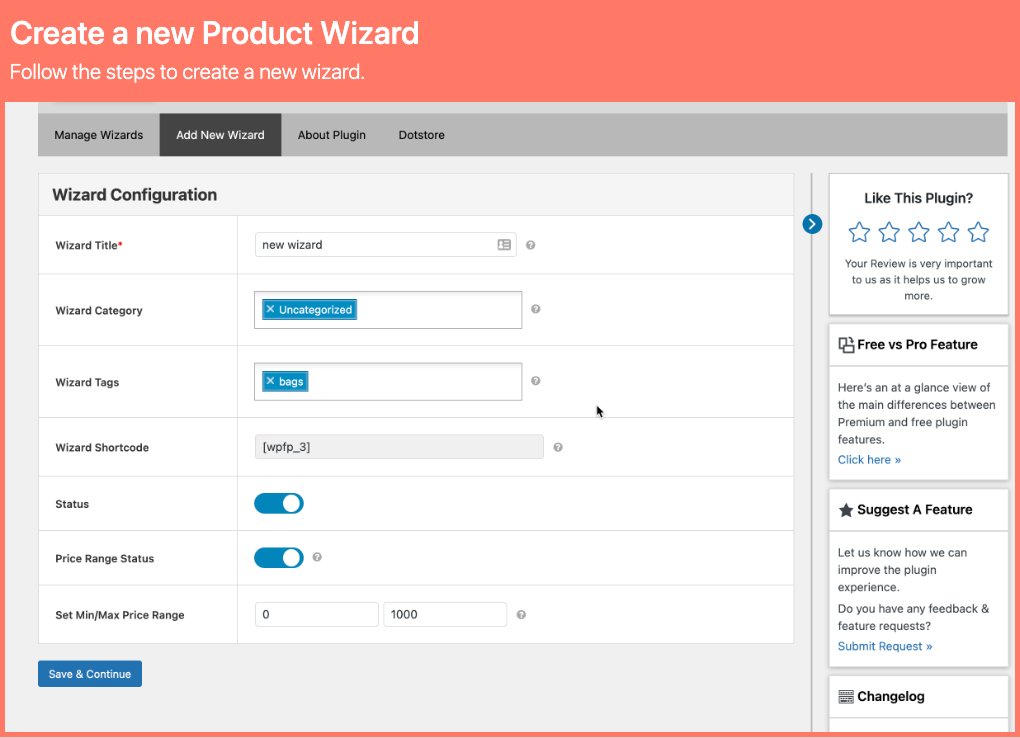 Create a new Product Wizard
Follow the steps to create a new wizard.
Manage Wizards
Add New Wizard
About Plugin
Dotstore
Wizard Configuration
Wizard Title*
new wizard
Wizard Category
× Uncategorized
Wizard Tags
× bags
Wizard Shortcode
[wpfp_3]
Status
Price Range Status
Set Min/Max Price Range
0
1000
Save & Continue
Like This Plugin?
Your Review is very important
to us as it helps us to grow
more.
Free vs Pro Feature
Here's an at a glance view of
the main differences between
Premium and free plugin
features.
Click here »
Suggest A Feature
Let us know how we can
improve the plugin
experience.
Do you have any feedback &
feature requests?
Submit Request »
Changelog